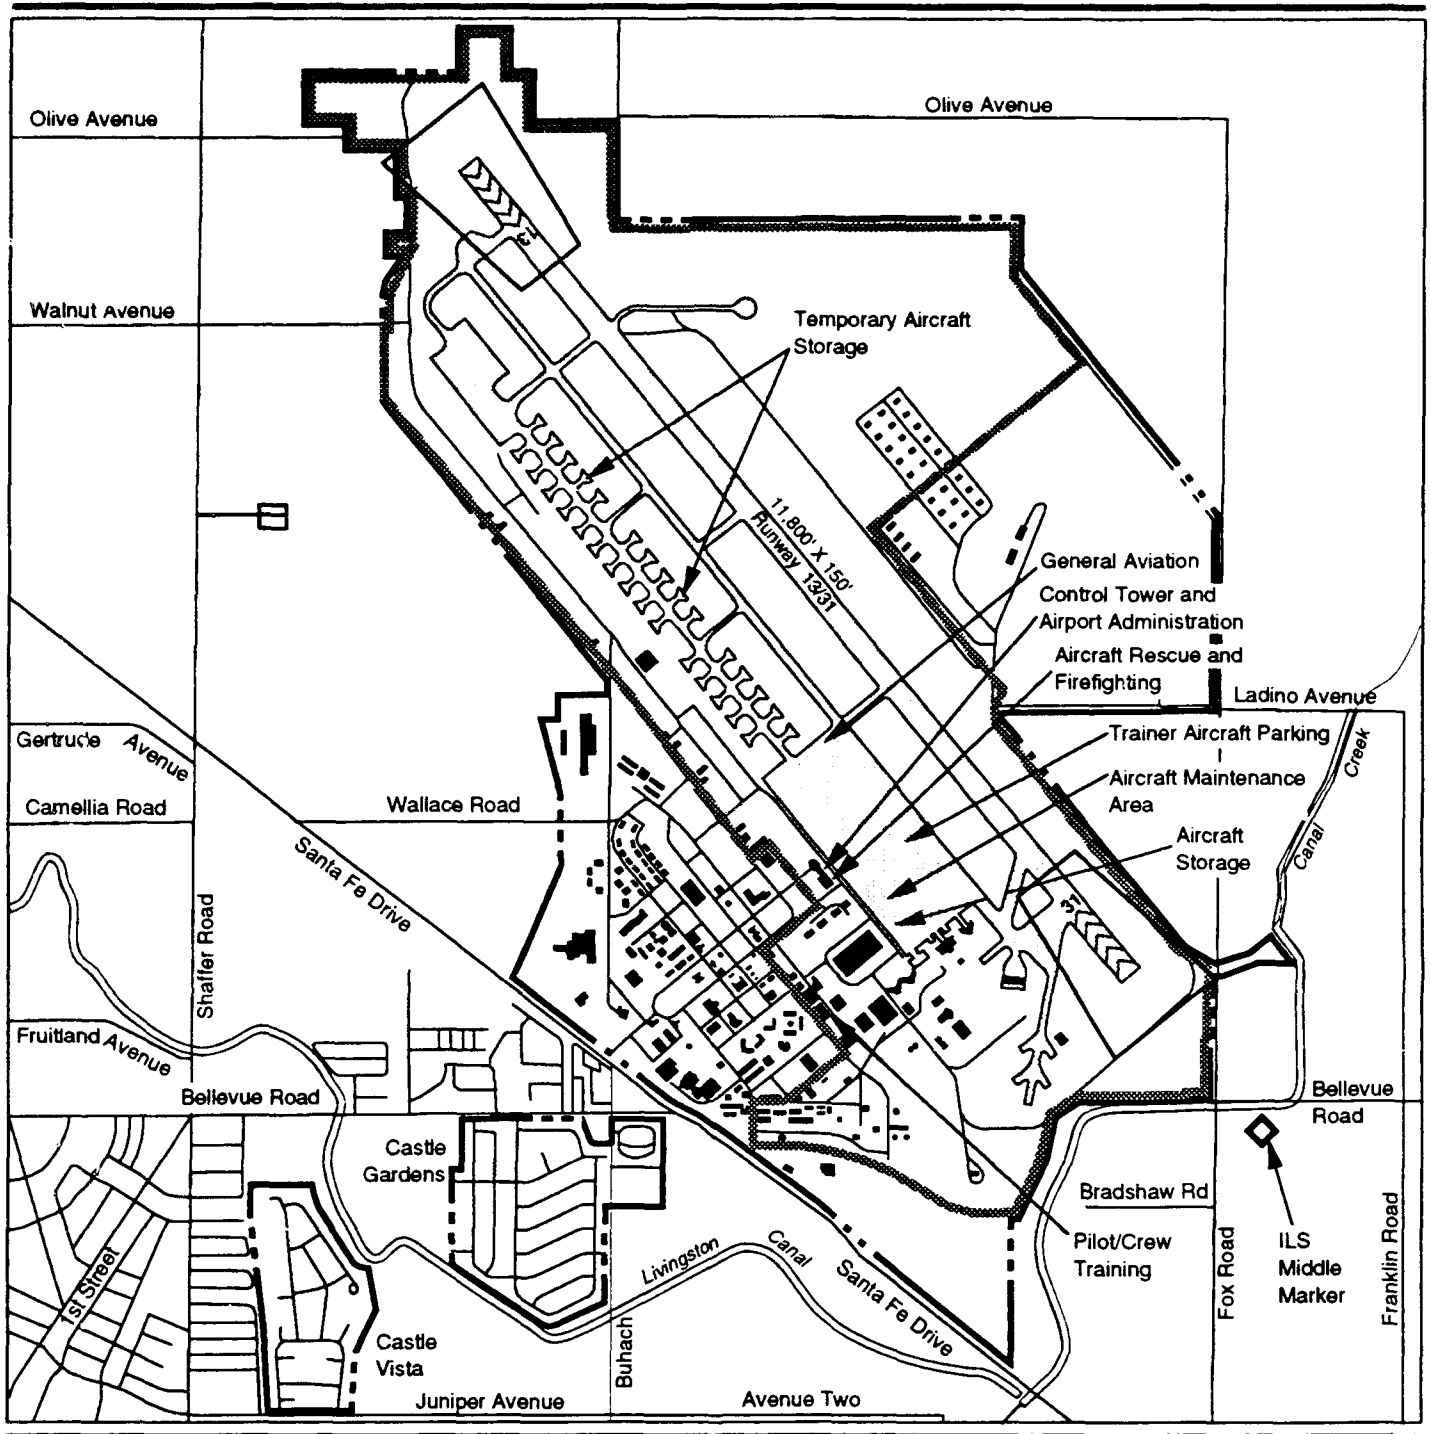 Olive Avenue
Olive Avenue
13
Walnut Avenue
Temporary Aircraft
Storage
11,800' X 150'
Runway 13/31
General Aviation
Control Tower and
Airport Administration
Aircraft Rescue and
Firefighting
Ladino Avenue
Gertrude Avenue
Trainer Aircraft Parking
Canal Creek
Aircraft Maintenance
Area
Camellia Road
Wallace Road
Aircraft
Storage
Santa Fe Drive
31
Shaffer Road
Fruitland Avenue
Bellevue Road
Bellevue
Road
Castle
Gardens
Bradshaw Rd
Livingston Canal
Pilot/Crew
Training
ILS
Middle
Marker
1st Street
Santa Fe Drive
Fox Road
Franklin Road
Castle
Vista
Buhach
Juniper Avenue
Avenue Two